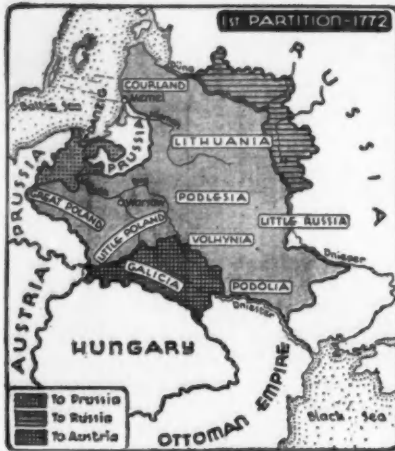 1st PARTITION-1772
RUSSIA
Baltic Sea
COURLAND
Memel
DANZIG
LITHUANIA
PRUSSIA
PRUSSIA
GREAT POLAND
Warsaw
PODLESIA
LITTLE POLAND
LITTLE RUSSIA
VOLHYNIA
Dnieper
GALICIA
PODOLIA
Dniester
AUSTRIA
HUNGARY
OTTOMAN EMPIRE
Black Sea
To Prussia
To Russia
To Austria